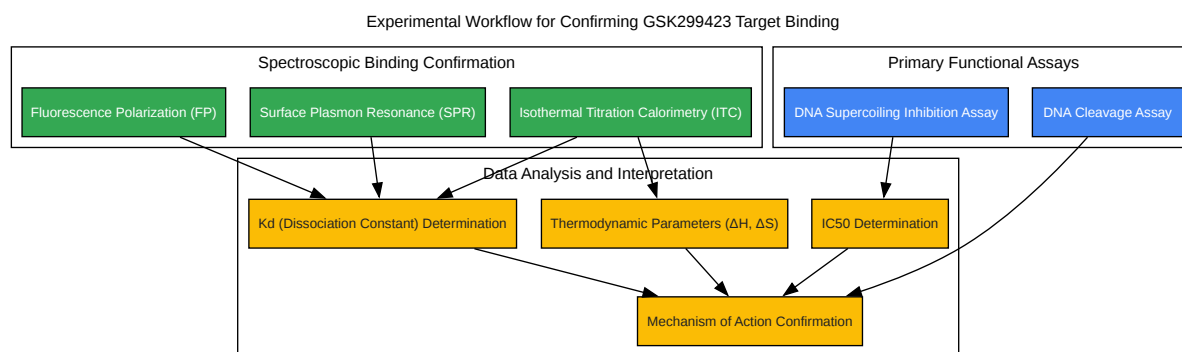 Experimental Workflow for Confirming GSK299423 Target Binding
Spectroscopic Binding Confirmation
Primary Functional Assays
Fluorescence Polarization (FP)
Surface Plasmon Resonance (SPR)
Isothermal Titration Calorimetry (ITC)
DNA Supercoiling Inhibition Assay
DNA Cleavage Assay
Data Analysis and Interpretation
Kd (Dissociation Constant) Determination
Thermodynamic Parameters (ΔH, ΔS)
IC50 Determination
Mechanism of Action Confirmation